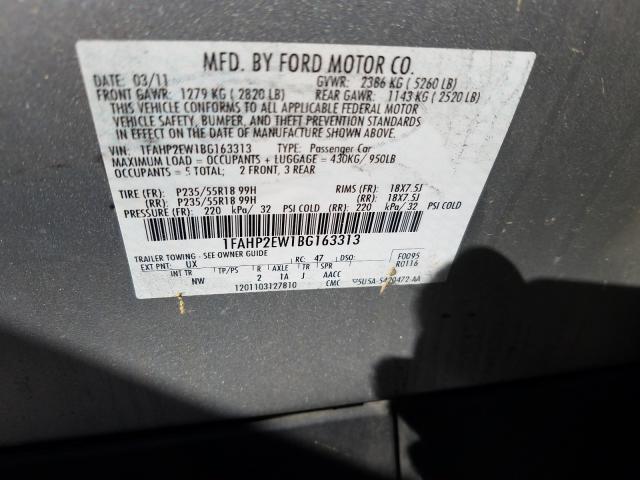 MFD. BY FORD MOTOR CO.
DATE: 03/11 GVWR: 2386 KG ( 5260 LB)
FRONT GAWR: 1279 KG ( 2820 LB) REAR GAWR: 1143 KG ( 2520 LB)
THIS VEHICLE CONFORMS TO ALL APPLICABLE FEDERAL MOTOR
VEHICLE SAFETY, BUMPER, AND THEFT PREVENTION STANDARDS
IN EFFECT ON THE DATE OF MANUFACTURE SHOWN ABOVE.
VIN: 1FAHP2EW1BG163313 TYPE: Passenger Car
MAXIMUM LOAD = OCCUPANTS + LUGGAGE = 430KG/ 950LB
OCCUPANTS = 5 TOTAL; 2 FRONT, 3 REAR
TIRE (FR): P235/55R18 99H RIMS (FR): 18X7.5J
(RR): P235/55R18 99H (RR): 18X7.5J
PRESSURE (FR): 220 kPa/ 32 PSI COLD (RR): 220 kPa/ 32 PSI COLD
1FAHP2EW1BG163313
TRAILER TOWING - SEE OWNER GUIDE
EXT PNT: UX RC: 47 DSO: F0095
R0116
INT TR TP/PS R AXLE TR SPR
NW 2 1A J AACC
1201103127810 CMC 5U5A-5420472-AA